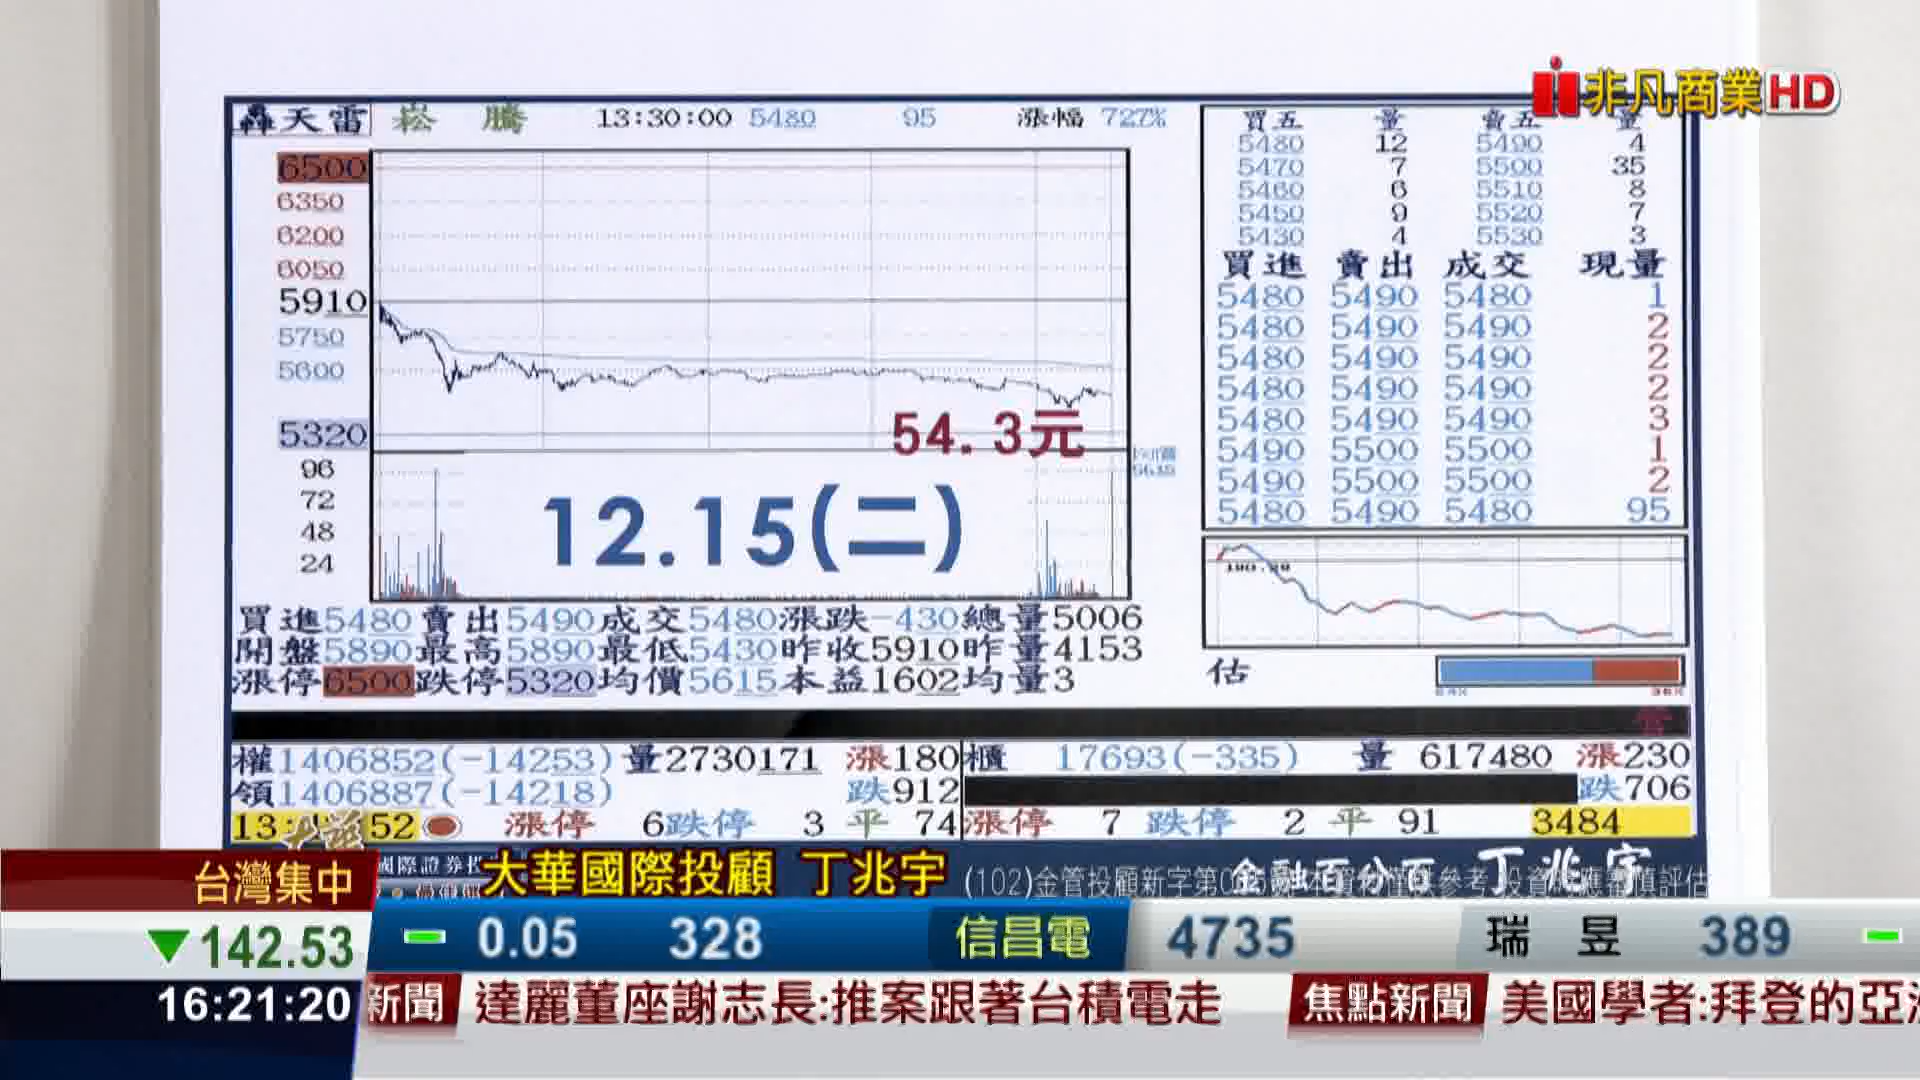 非凡商業HD
轟天雷 崧 騰 13:30:00 5480 95 漲幅 727%
買五 量 賣五 量
5480 12 5490 4
5470 7 5500 35
5460 6 5510 8
5450 9 5520 7
5430 4 5530 3
買進 賣出 成交 現量
5480 5490 5480 1
5480 5490 5490 2
5480 5490 5490 2
5480 5490 5490 2
5480 5490 5490 3
5490 5500 5500 1
5490 5500 5500 2
5480 5490 5480 95
6500
6350
6200
6050
5910
5750
5600
5320
96
72
48
24
54.3元
5615
12.15(二)
估
買進5480賣出5490成交5480漲跌-430總量5006
開盤5890最高5890最低5430昨收5910昨量4153
漲停6500跌停5320均價5615本益1602均量3
權1406852(-14253)量2730171 漲180
領1406887(-14218) 跌912
漲停 6跌停 3 平 74
櫃 17693(-335) 量 617480 漲230
跌706
漲停 7 跌停 2 平 91 3484
大華國際投顧 丁兆宇
金融百分百 丁兆宇
台灣集中
▼142.53
16:21:20
0.05 328 信昌電 4735 瑞昱 389
新聞 達麗董座謝志長:推案跟著台積電走 焦點新聞 美國學者:拜登的亞